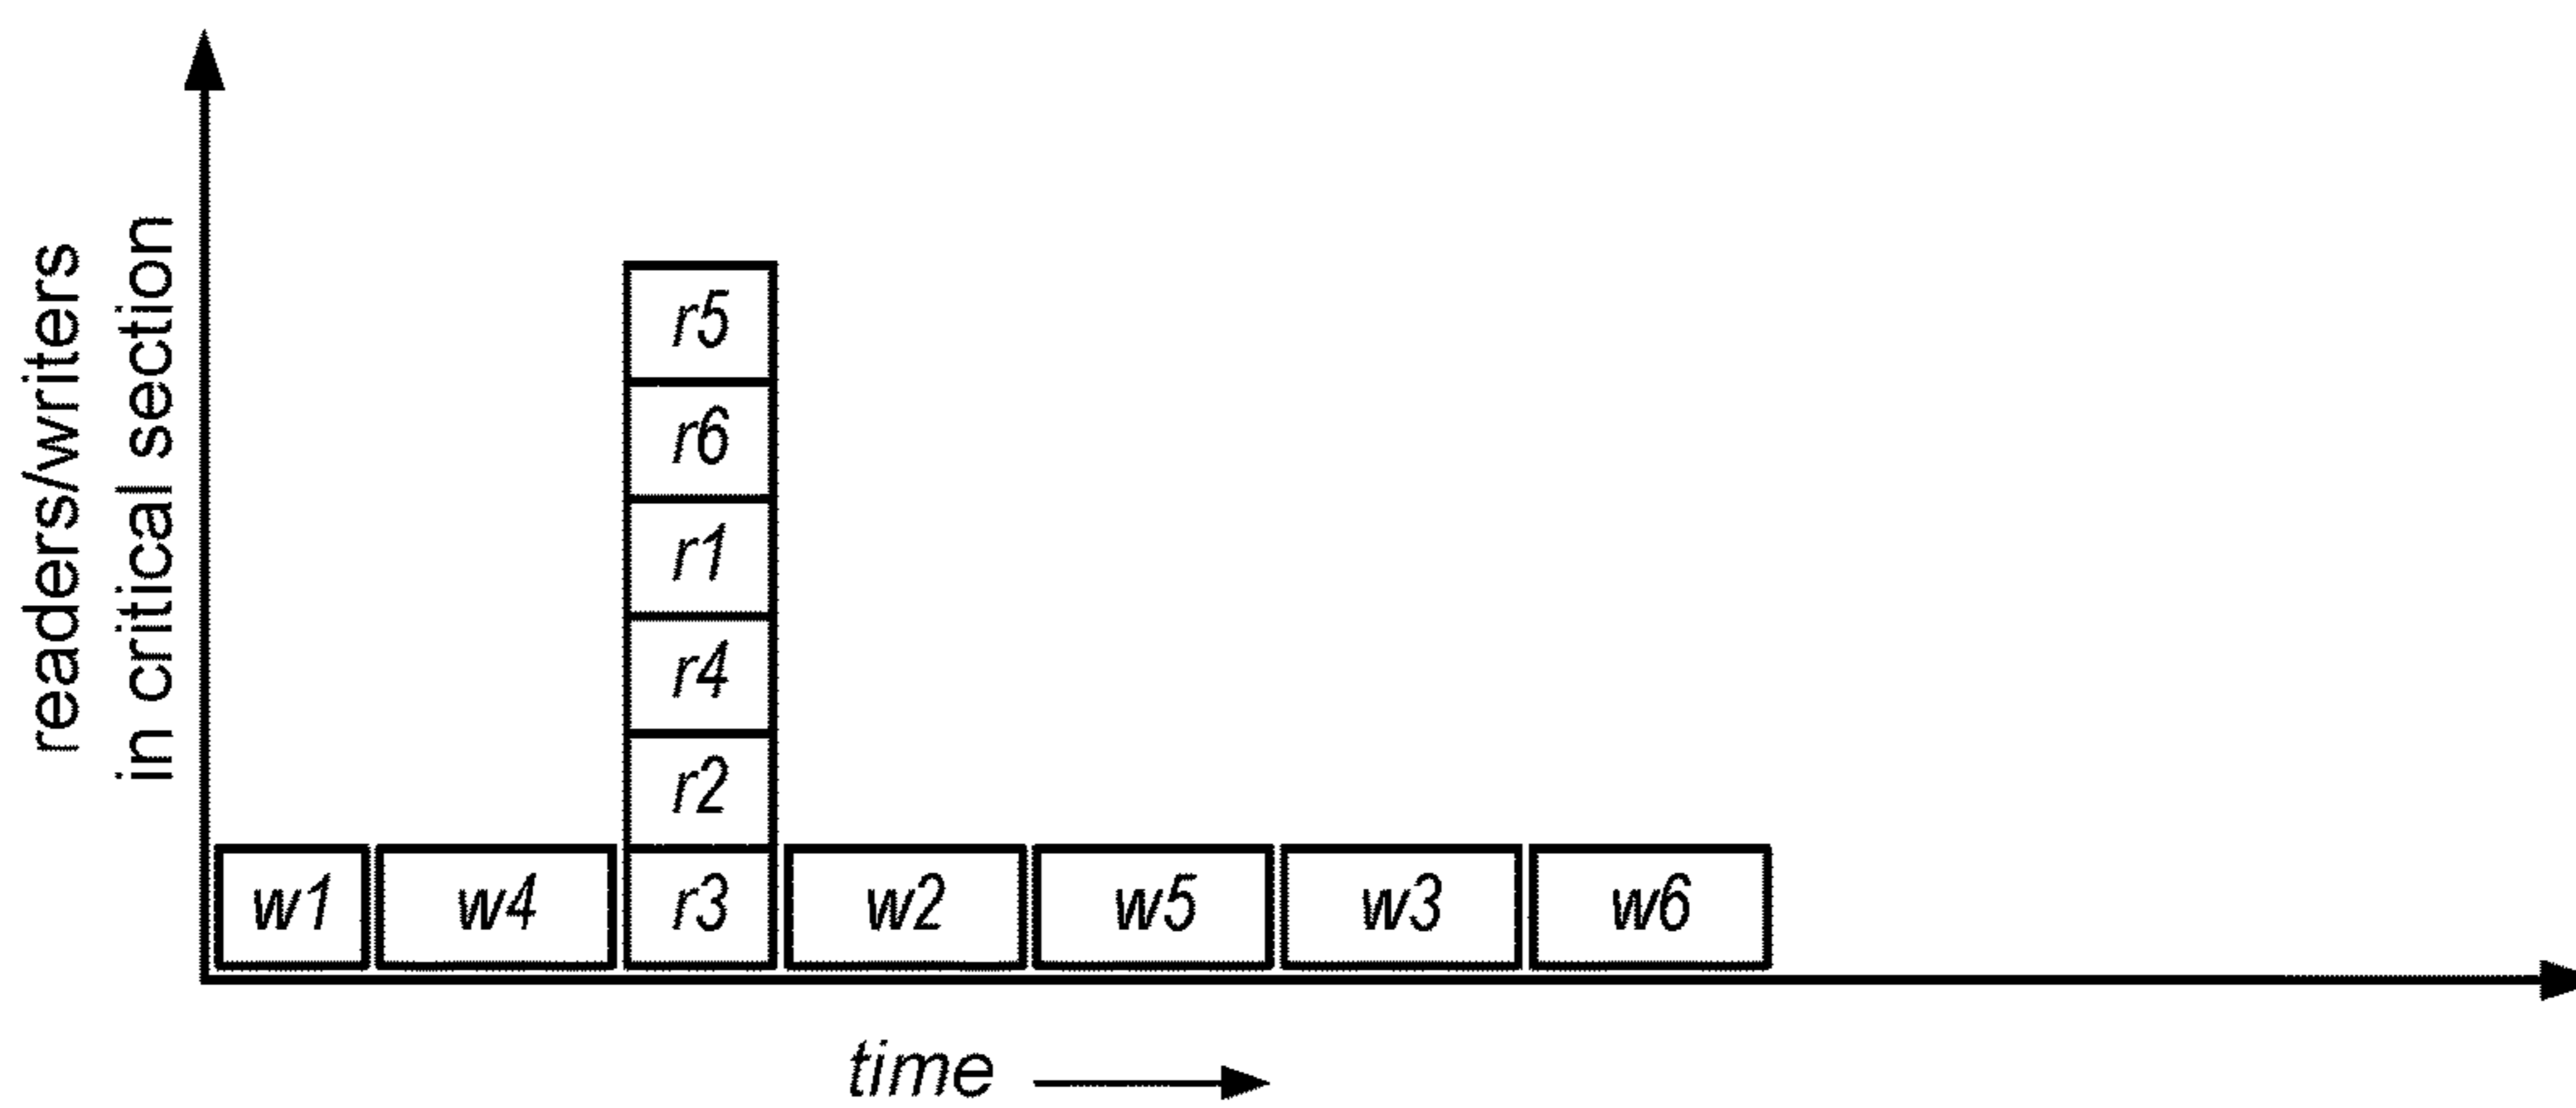 readers/writers
in critical section
r5
r6
r1
r4
r2
w1 w4 r3 w2 w5 w3 w6
time